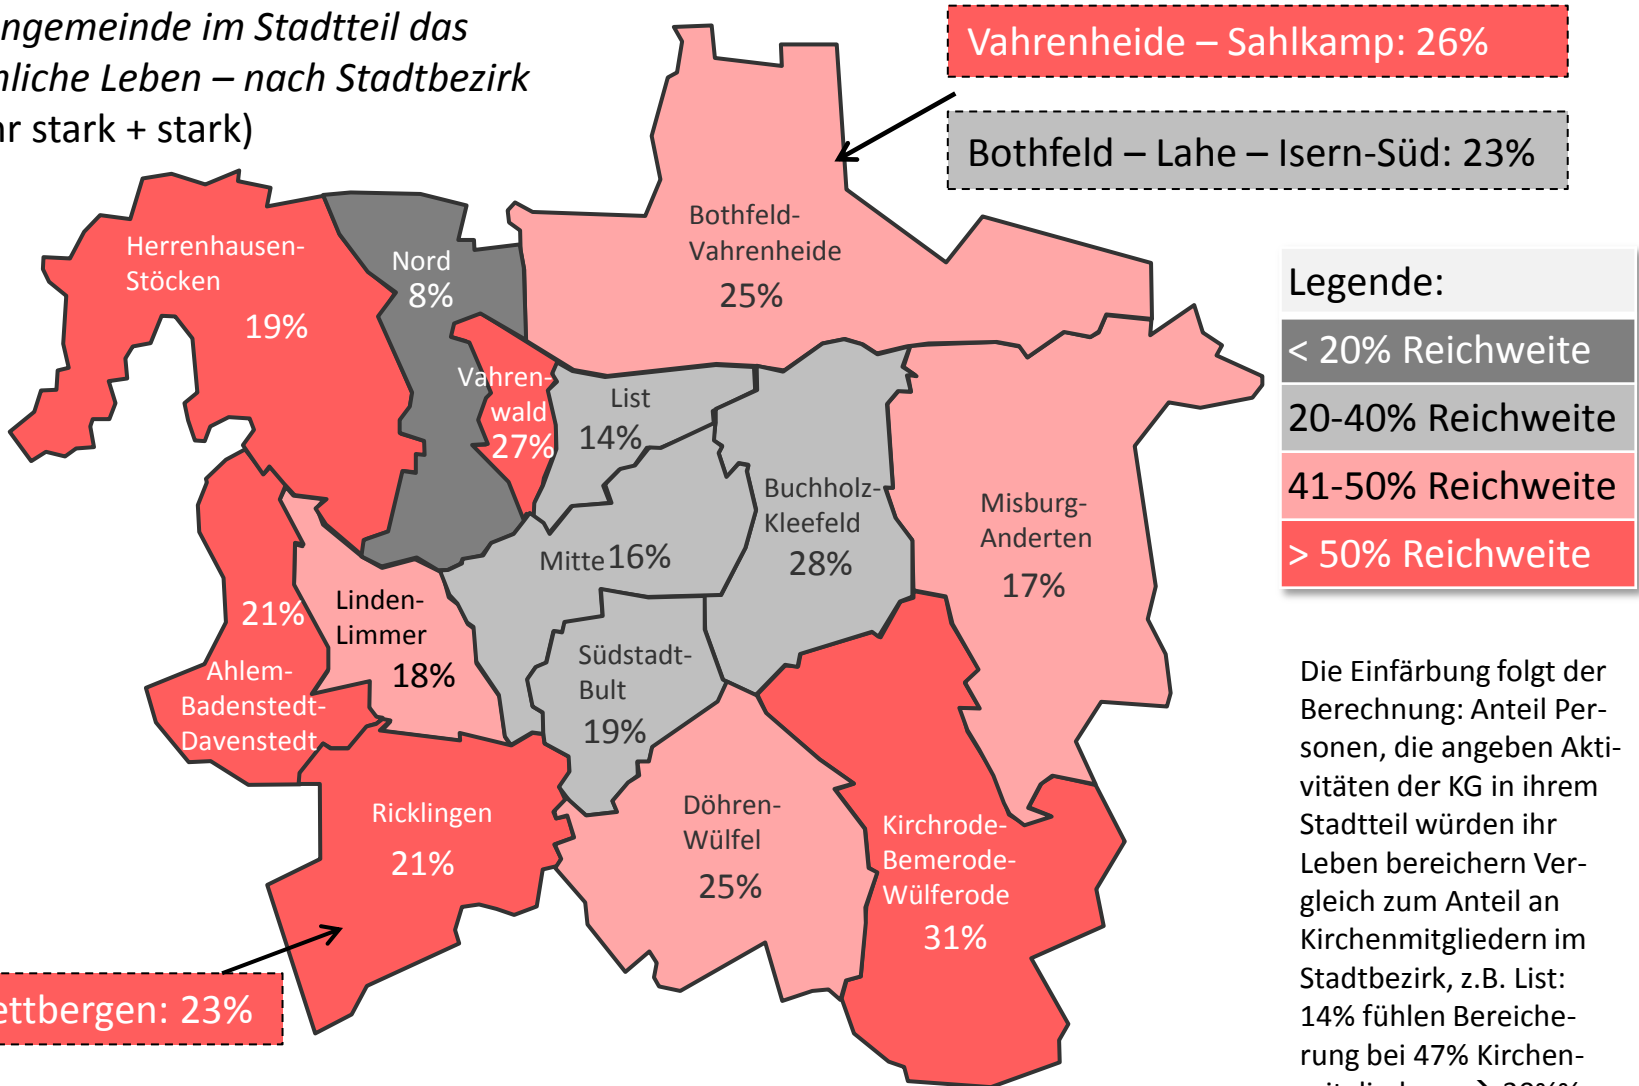 ngemeinde im Stadtteil das
nliche Leben – nach Stadtbezirk
r stark + stark)
Vahrenheide – Sahlkamp: 26%
Bothfeld – Lahe – Isern-Süd: 23%
Bothfeld-
Vahrenheide
25%
Herrenhausen-
Stöcken
19%
Nord
8%
Vahren-
wald
27%
List
14%
Buchholz-
Kleefeld
28%
Misburg-
Anderten
17%
Mitte 16%
21%
Ahlem-
Badenstedt-
Davenstedt
Linden-
Limmer
18%
Südstadt-
Bult
19%
Ricklingen
21%
Döhren-
Wülfel
25%
Kirchrode-
Bemerode-
Wülferode
31%
ettbergen: 23%
Legende:
< 20% Reichweite
20-40% Reichweite
41-50% Reichweite
> 50% Reichweite
Die Einfärbung folgt der
Berechnung: Anteil Per-
sonen, die angeben Akti-
vitäten der KG in ihrem
Stadtteil würden ihr
Leben bereichern Ver-
gleich zum Anteil an
Kirchenmitgliedern im
Stadtbezirk, z.B. List:
14% fühlen Bereiche-
rung bei 47% Kirchen-